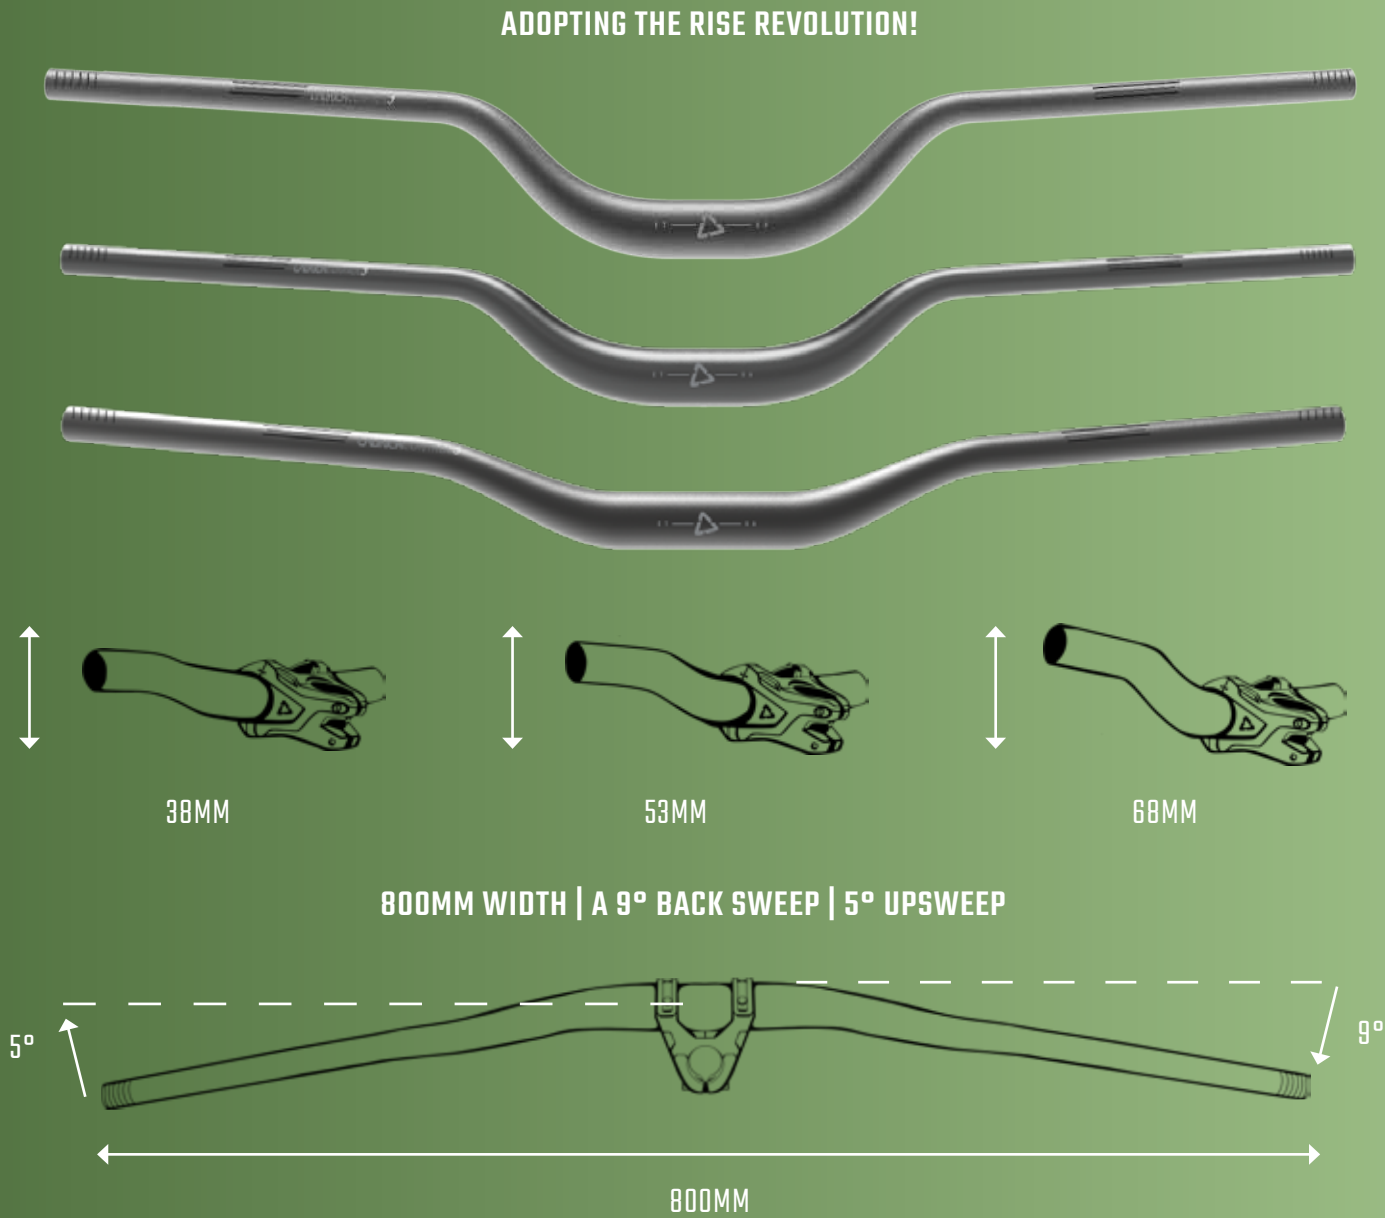 ADOPTING THE RISE REVOLUTION!
38MM
53MM
68MM
800MM WIDTH | A 9° BACK SWEEP | 5° UPSWEEP
5°
9°
800MM